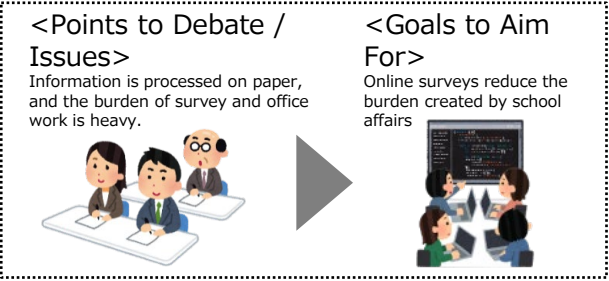 <Points to Debate /
Issues>
Information is processed on paper,
and the burden of survey and office
work is heavy.
<Goals to Aim
For>
Online surveys reduce the
burden created by school
affairs